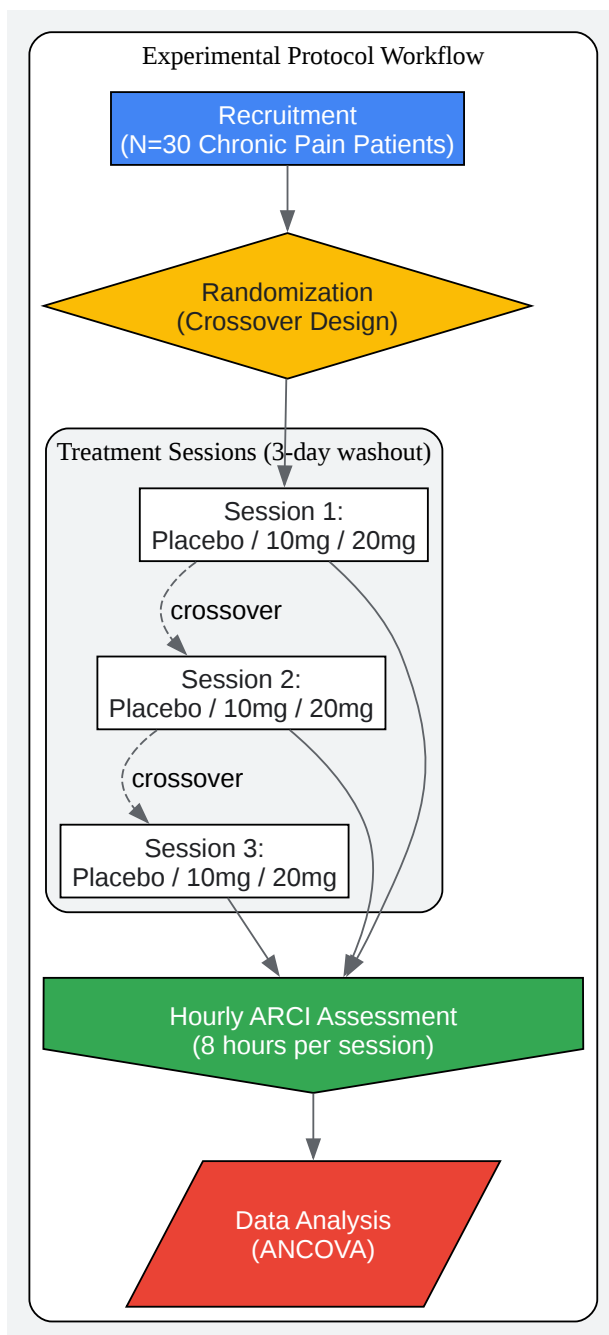 Experimental Protocol Workflow
Recruitment
(N=30 Chronic Pain Patients)
Randomization
(Crossover Design)
Treatment Sessions (3-day washout)
Session 1:
Placebo / 10mg / 20mg
crossover
Session 2:
Placebo / 10mg / 20mg
crossover
Session 3:
Placebo / 10mg / 20mg
Hourly ARCI Assessment
(8 hours per session)
Data Analysis
(ANCOVA)